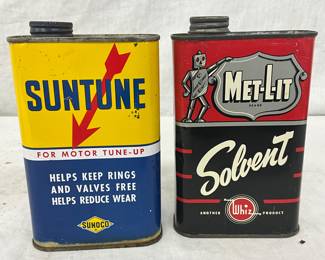 SUNTUNE
FOR MOTOR TUNE-UP
HELPS KEEP RINGS
AND VALVES FREE
HELPS REDUCE WEAR
SUNOCO
MET-L-IT
BRAND
Solvent
ANOTHER Whiz PRODUCT